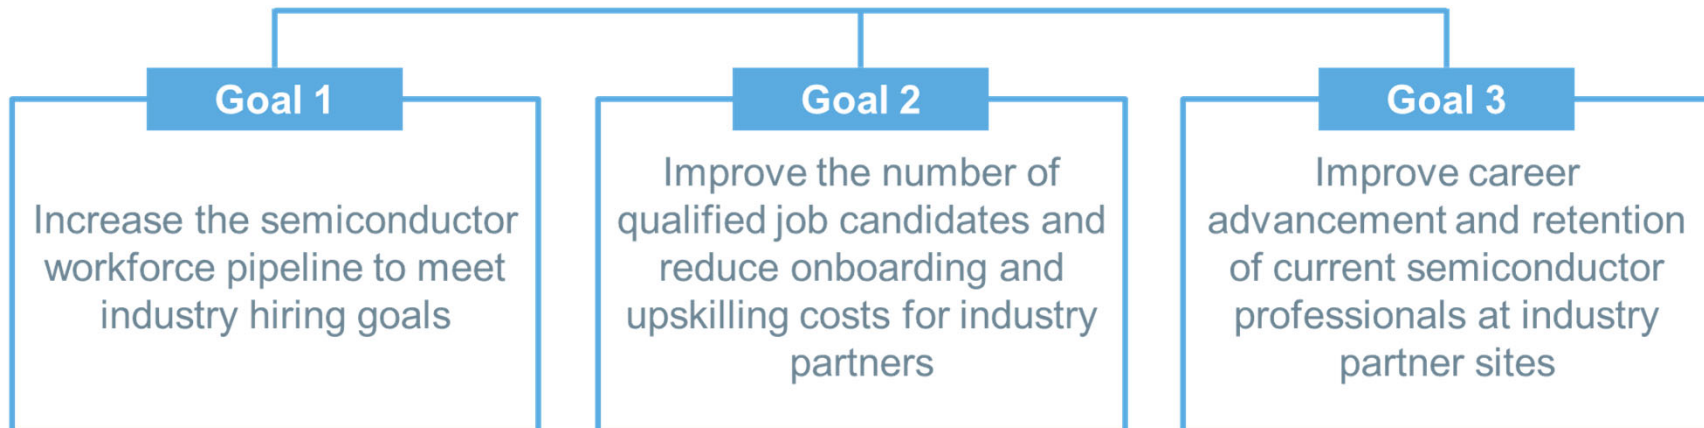 Goal 1
Increase the semiconductor
workforce pipeline to meet
industry hiring goals
Goal 2
Improve the number of
qualified job candidates and
reduce onboarding and
upskilling costs for industry
partners
Goal 3
Improve career
advancement and retention
of current semiconductor
professionals at industry
partner sites